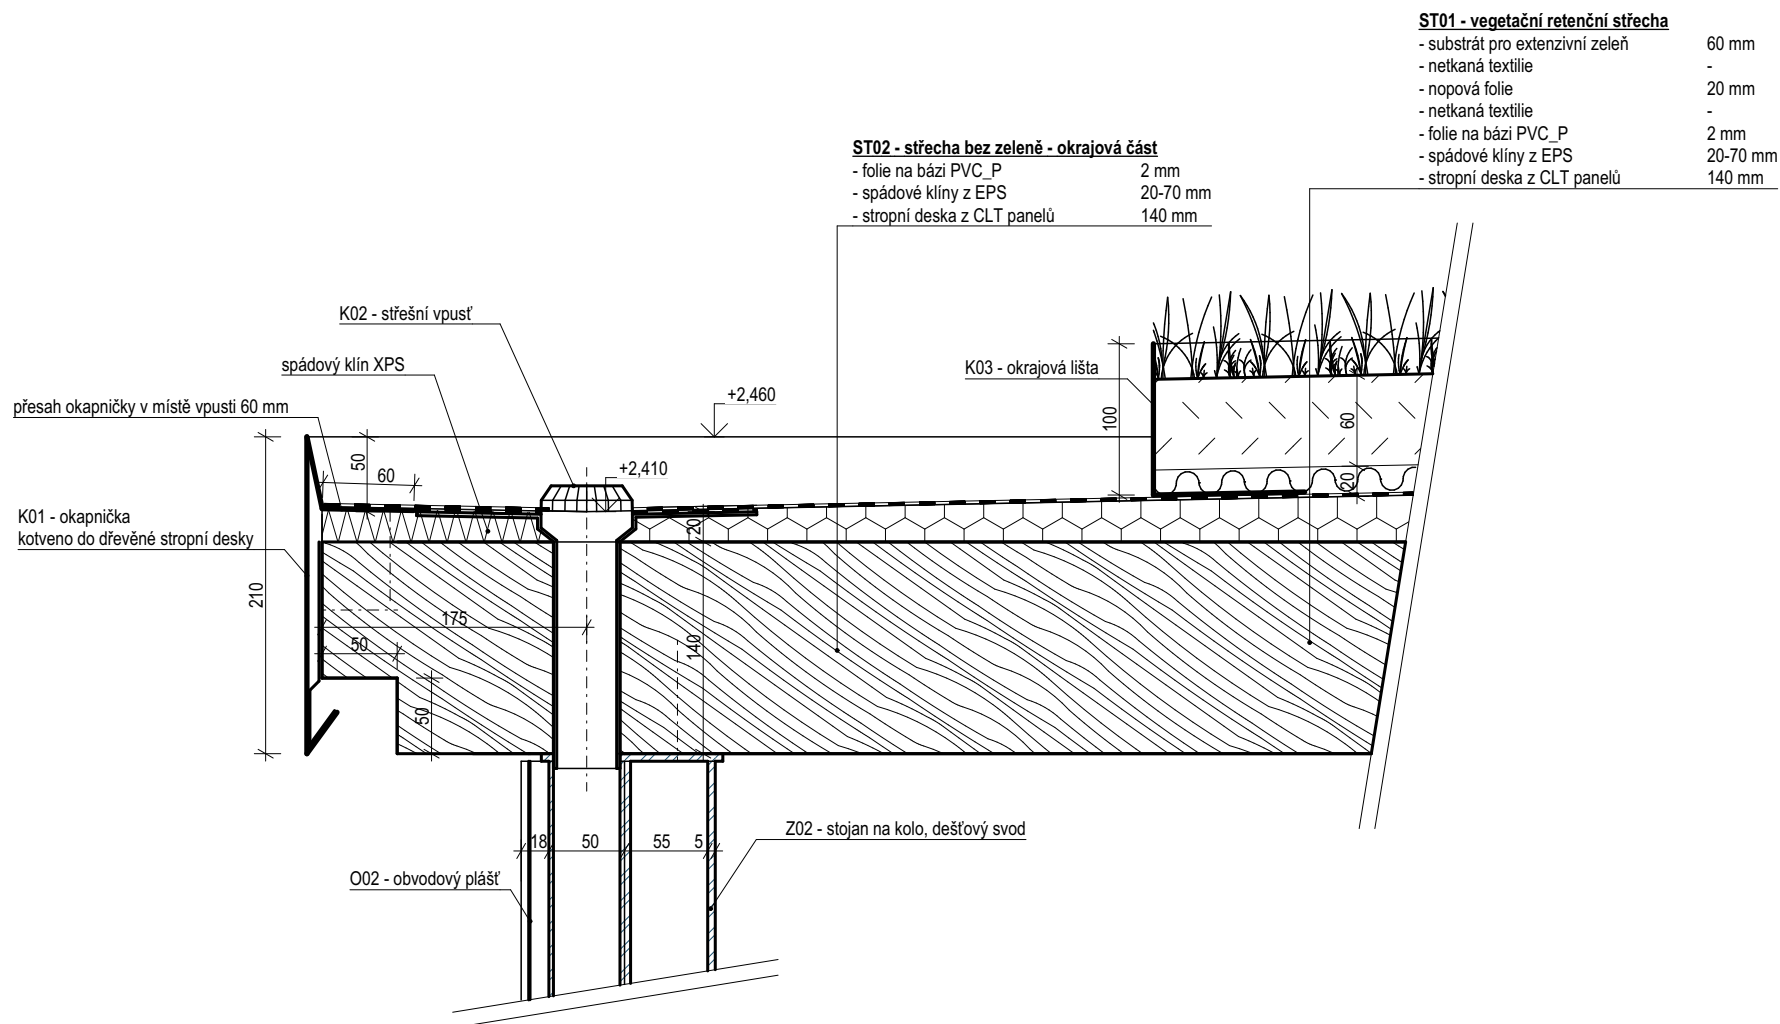 ST01 - vegetační retenční střecha
- substrát pro extenzivní zeleň 60 mm
- netkaná textilie -
- nopová folie 20 mm
- netkaná textilie -
- folie na bázi PVC_P 2 mm
- spádové klíny z EPS 20-70 mm
- stropní deska z CLT panelů 140 mm
ST02 - střecha bez zeleně - okrajová část
- folie na bázi PVC_P 2 mm
- spádové klíny z EPS 20-70 mm
- stropní deska z CLT panelů 140 mm
K02 - střešní vpusť
spádový klín XPS
K03 - okrajová lišta
přesah okapničky v místě vpusti 60 mm
+2,460
100
60
50
60
+2,410
20
K01 - okapnička
kotveno do dřevěné stropní desky
20
210
175
50
140
50
18 50 55 5
Z02 - stojan na kolo, dešťový svod
O02 - obvodový plášť